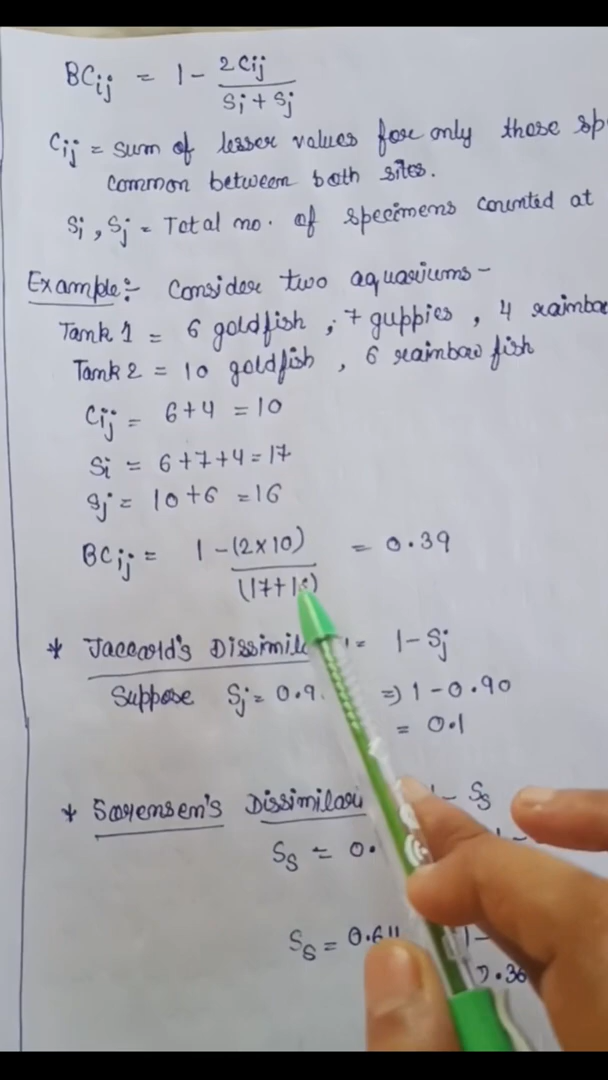 BCij = 1 - 2Cij / Si + Sj
Cij = sum of lesser values for only those
common between both sites.
Si, Sj = Total no. of specimens counted at
Example:- Consider two aquariums-
Tank 1 = 6 goldfish, 7 guppies, 4
Tank 2 = 10 goldfish, 6 rainbow fish
Cij = 6+4 = 10
Si = 6+7+4 = 17
Sj = 10+6 = 16
BCij = 1 - (2×10) / (17+16) = 0.39
* Jaccard's = 1 - Sj
Suppose Sj = 0.9 => 1 - 0.90
= 0.1
* Sorensen's - Ss
Ss = 0.
Ss = 0.611 1-
0.36